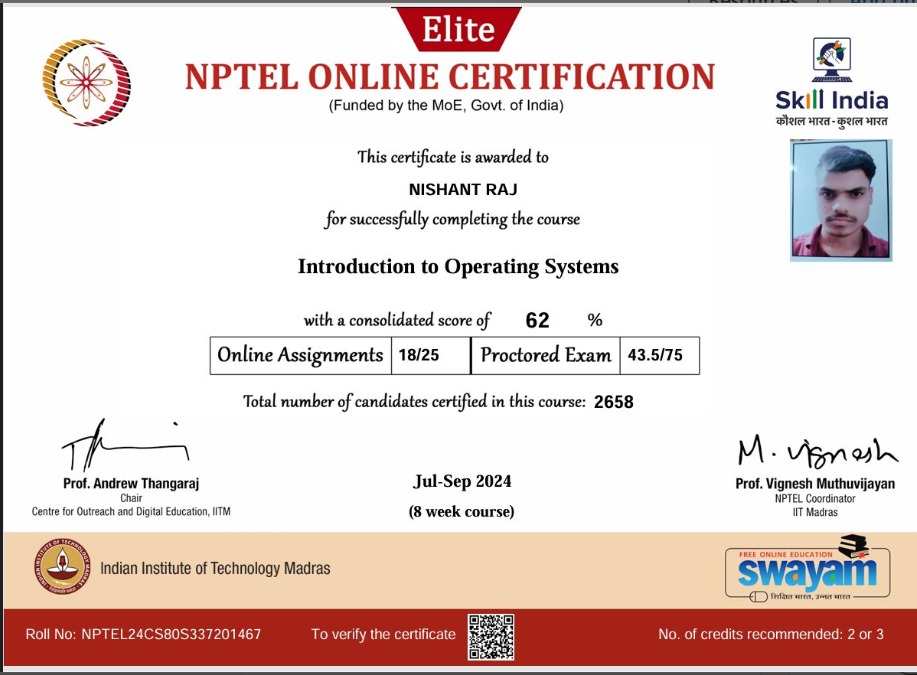 Elite
NPTEL ONLINE CERTIFICATION
(Funded by the MoE, Govt. of India)
Skill India
कौशल भारत - कुशल भारत
This certificate is awarded to
NISHANT RAJ
for successfully completing the course
Introduction to Operating Systems
with a consolidated score of 62 %
Online Assignments 18/25 Proctored Exam 43.5/75
Total number of candidates certified in this course: 2658
M. Vignesh
Prof. Andrew Thangaraj
Chair
Centre for Outreach and Digital Education, IITM
Jul-Sep 2024
(8 week course)
Prof. Vignesh Muthuvijayan
NPTEL Coordinator
IIT Madras
Indian Institute of Technology Madras
FREE ONLINE EDUCATION
swayam
शिक्षित भारत, उन्नत भारत
Roll No: NPTEL24CS80S337201467
To verify the certificate
No. of credits recommended: 2 or 3